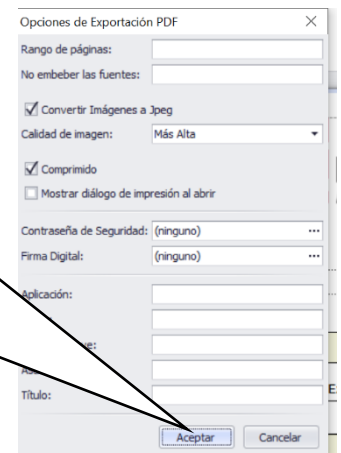 Opciones de Exportación PDF
Rango de páginas:
No embeber las fuentes:
Convertir Imágenes a Jpeg
Calidad de imagen: Más Alta
Comprimido
Mostrar diálogo de impresión al abrir
Contraseña de Seguridad: (ninguno) ...
Firma Digital: (ninguno) ...
Aplicación:
Título:
Aceptar Cancelar